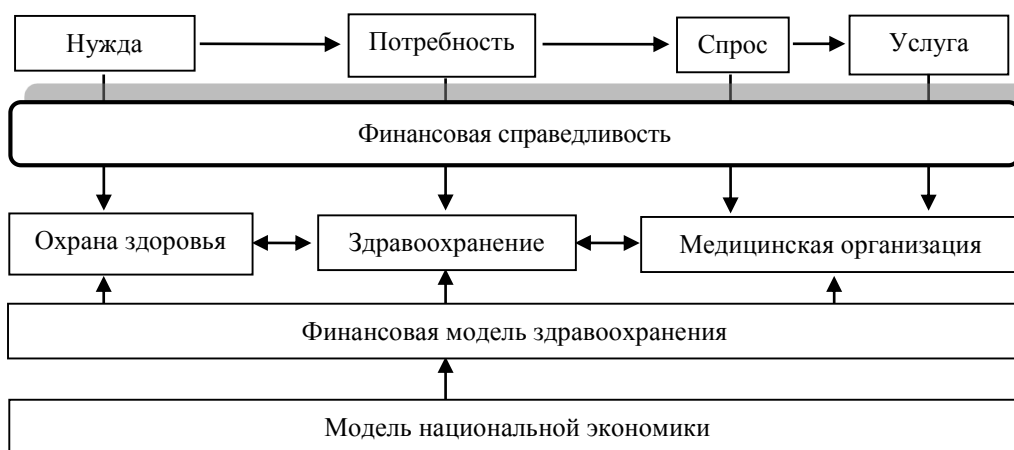 Нужда
Потребность
Спрос
Услуга
Финансовая справедливость
Охрана здоровья
Здравоохранение
Медицинская организация
Финансовая модель здравоохранения
Модель национальной экономики